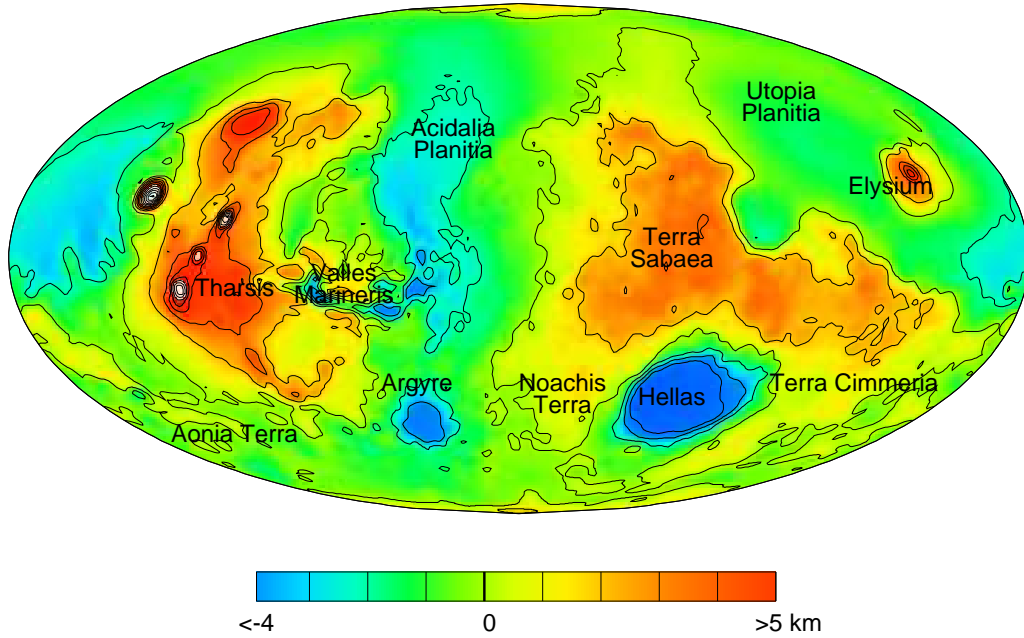 Utopia
Planitia
Acidalia
Planitia
Elysium
Terra
Sabaea
Valles
Marineris
Tharsis
Argyre
Noachis
Terra
Hellas
Terra Cimmeria
Aonia Terra
<-4
0
>5 km